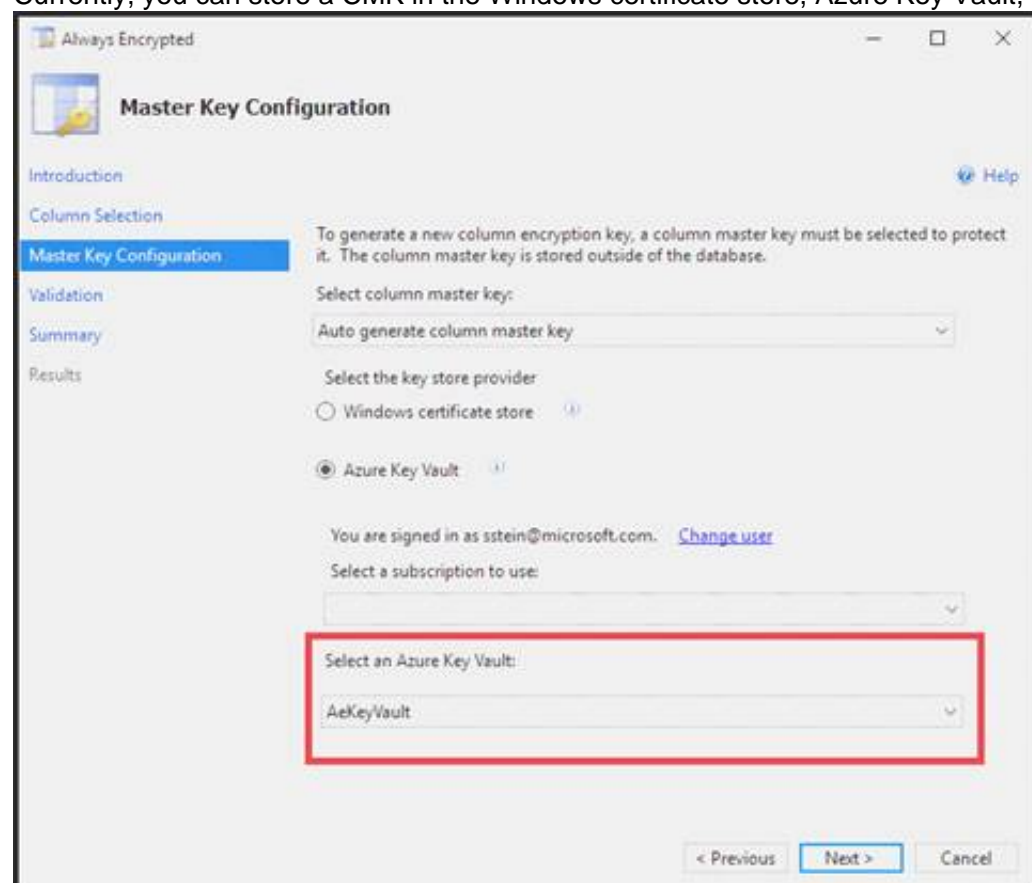 Currently, you can store a CMK in the Windows certificate store, Azure Key Vault,
Always Encrypted
Master Key Configuration
Introduction
Help
Column Selection
To generate a new column encryption key, a column master key must be selected to protect
Master Key Configuration
it. The column master key is stored outside of the database.
Validation
Select column master key:
Summary
Auto generate column master key
Results
Select the key store provider
Windows certificate store
Azure Key Vault
You are signed in as sstein@microsoft.com. Change user
Select a subscription to use:
Select an Azure Key Vault:
AeKeyVault
< Previous
Next >
Cancel